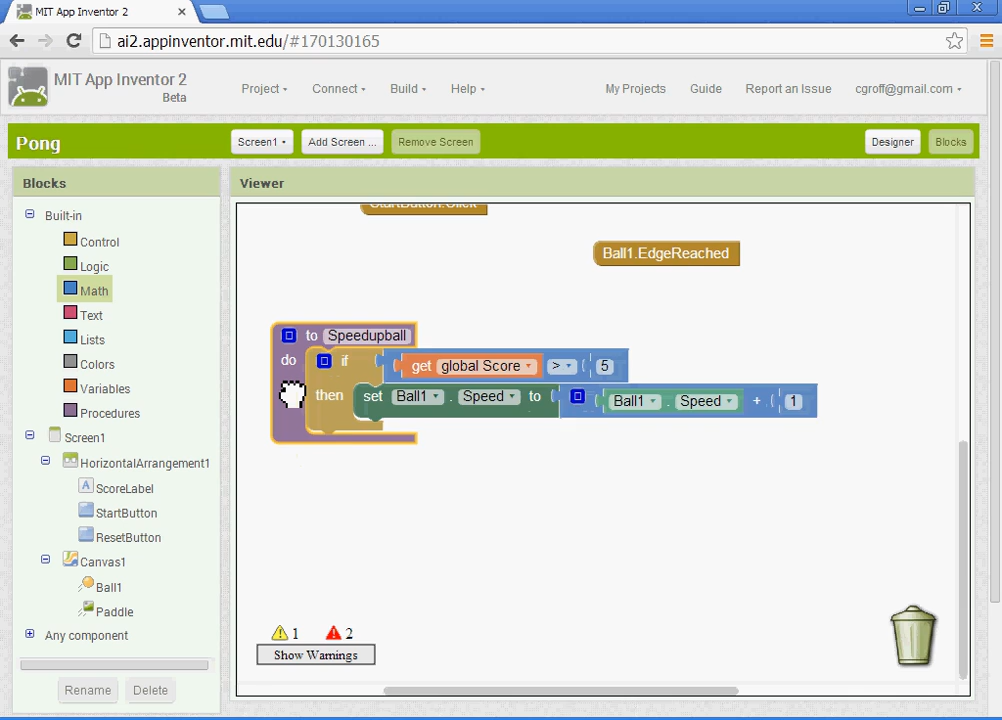 MIT App Inventor 2
ai2.appinventor.mit.edu/#170130165
MIT App Inventor 2
Beta
Project
Connect
Build
Help
My Projects
Guide
Report an Issue
cgroff@gmail.com
Pong
Screen1
Add Screen ...
Remove Screen
Designer
Blocks
Blocks
Viewer
Built-in
Control
Logic
Math
Text
Lists
Colors
Variables
Procedures
Screen1
HorizontalArrangement1
A ScoreLabel
StartButton
ResetButton
Canvas1
Ball1
Paddle
Any component
Rename
Delete
StartButton.Click
Ball1.EdgeReached
to Speedupball
do if get global Score > 5
then set Ball1 . Speed to Ball1 . Speed + 1
1 2
Show Warnings